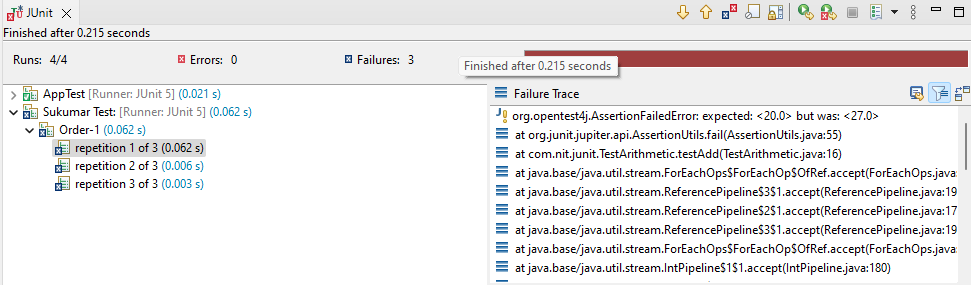 JUnit
Finished after 0.215 seconds
Runs: 4/4
Errors: 0
Failures: 3
Finished after 0.215 seconds
AppTest [Runner: JUnit 5] (0.021 s)
Sukumar Test: [Runner: JUnit 5] (0.062 s)
Order-1 (0.062 s)
repetition 1 of 3 (0.062 s)
repetition 2 of 3 (0.006 s)
repetition 3 of 3 (0.003 s)
Failure Trace
org.opentest4j.AssertionFailedError: expected: <20.0> but was: <27.0>
at org.junit.jupiter.api.AssertionUtils.fail(AssertionUtils.java:55)
at com.nit.junit.TestArithmetic.testAdd(TestArithmetic.java:16)
at java.base/java.util.stream.ForEachOps$ForEachOp$OfRef.accept(ForEachOps.java:
at java.base/java.util.stream.ReferencePipeline$3$1.accept(ReferencePipeline.java:19
at java.base/java.util.stream.ReferencePipeline$2$1.accept(ReferencePipeline.java:17
at java.base/java.util.stream.ReferencePipeline$3$1.accept(ReferencePipeline.java:19
at java.base/java.util.stream.ForEachOps$ForEachOp$OfRef.accept(ForEachOps.java:
at java.base/java.util.stream.IntPipeline$1$1.accept(IntPipeline.java:180)